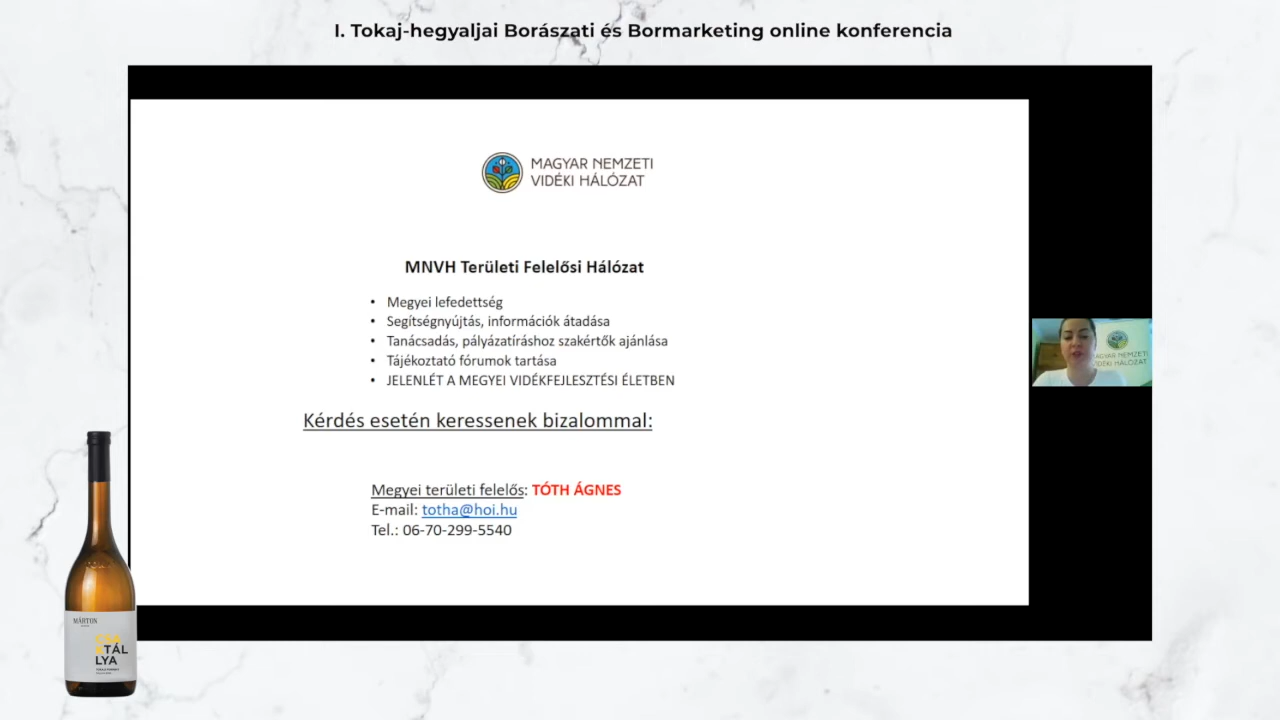 I. Tokaj-hegyaljai Borászati és Bormarketing online konferencia
MAGYAR NEMZETI
VIDÉKI HÁLÓZAT
MNVH Területi Felelősi Hálózat
• Megyei lefedettség
• Segítségnyújtás, információk átadása
• Tanácsadás, pályázatíráshoz szakértők ajánlása
• Tájékoztató fórumok tartása
• JELENLÉT A MEGYEI VIDÉKFEJLESZTÉSI ÉLETBEN
Kérdés esetén keressenek bizalommal:
Megyei területi felelős: TÓTH ÁGNES
E-mail: totha@hoi.hu
Tel.: 06-70-299-5540
NEMZETI
VIDÉKI HÁLÓZAT
MÁRTON
TÁL
LYA